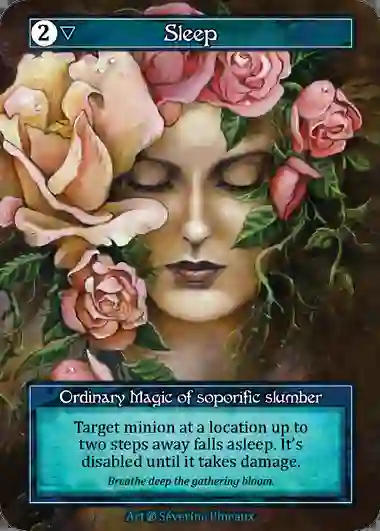 2
Sleep
Ordinary Magic of soporific slumber
Target minion at a location up to
two steps away falls asleep. It's
disabled until it takes damage.
Breathe deep the gathering bloom.
Art Séverine Pineaux